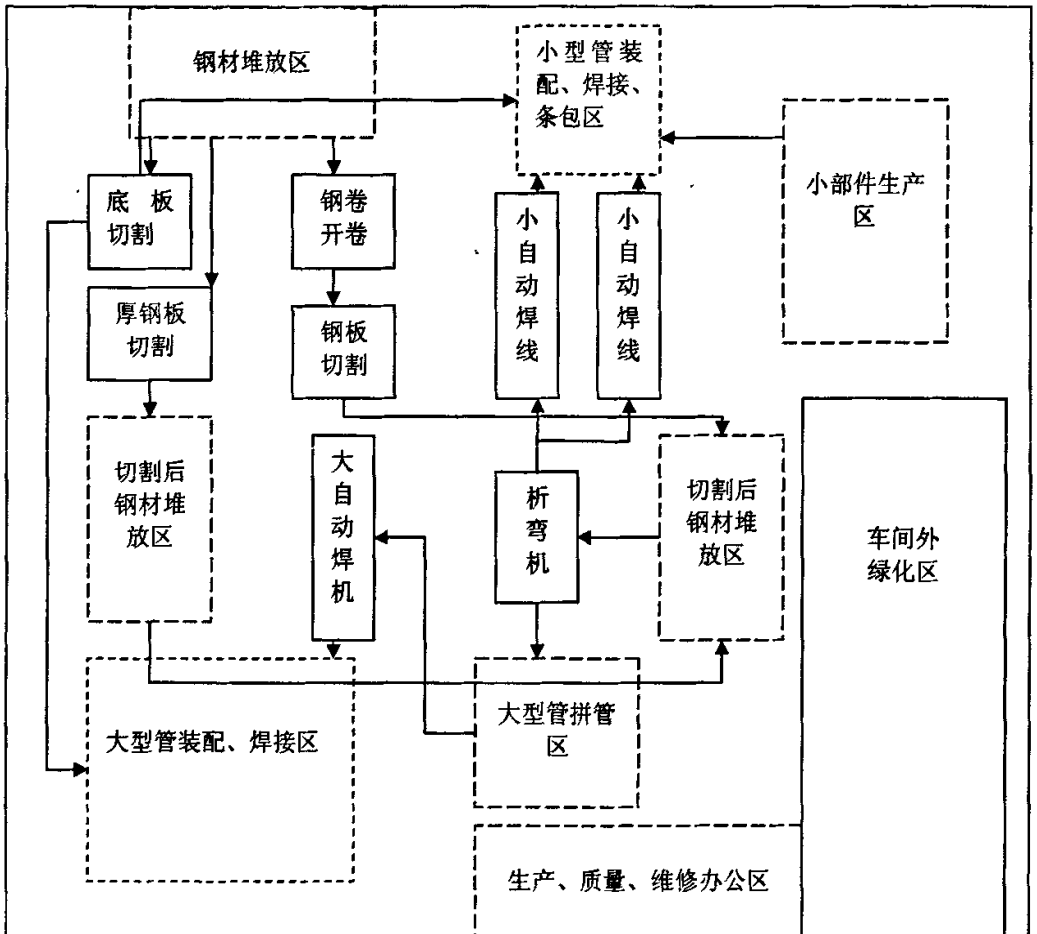 钢材堆放区
小型管装
配、焊接、
条包区
小部件生产
区
底板
切割
钢卷
开卷
小
自
动
焊
线
小
自
动
焊
线
厚钢板
切割
钢板
切割
切割后
钢材堆
放区
大
自
动
焊
机
折
弯
机
切割后
钢材堆
放区
车间外
绿化区
大型管装配、焊接区
大型管拼管
区
生产、质量、维修办公区